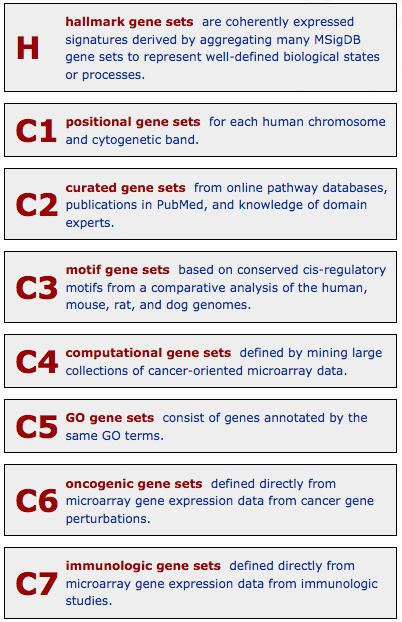 H
hallmark gene sets are coherently expressed
signatures derived by aggregating many MSigDB
gene sets to represent well-defined biological states
or processes.
C1
positional gene sets for each human chromosome
and cytogenetic band.
C2
curated gene sets from online pathway databases,
publications in PubMed, and knowledge of domain
experts.
C3
motif gene sets based on conserved cis-regulatory
motifs from a comparative analysis of the human,
mouse, rat, and dog genomes.
C4
computational gene sets defined by mining large
collections of cancer-oriented microarray data.
C5
GO gene sets consist of genes annotated by the
same GO terms.
C6
oncogenic gene sets defined directly from
microarray gene expression data from cancer gene
perturbations.
C7
immunologic gene sets defined directly from
microarray gene expression data from immunologic
studies.